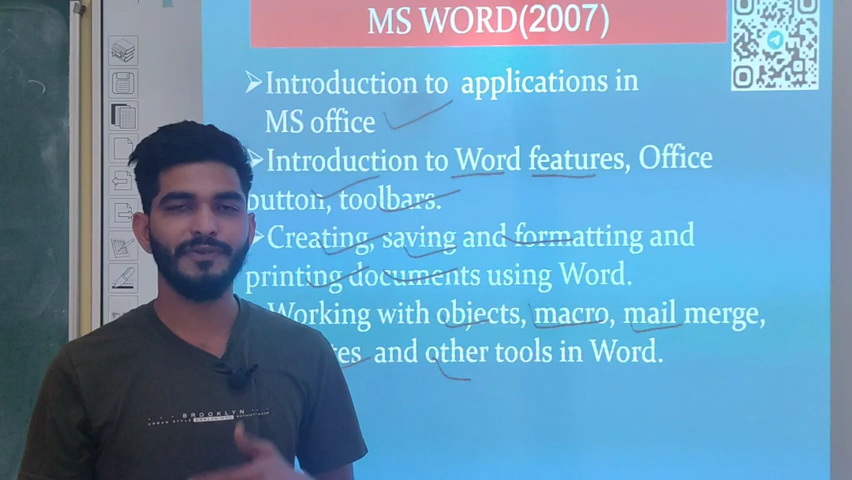 MS WORD(2007)
➢Introduction to applications in
MS office
➢Introduction to Word features, Office
button, toolbars.
➢Creating, saving and formatting and
printing documents using Word.
Working with objects, macro, mail merge,
and other tools in Word.
BROOKLYN